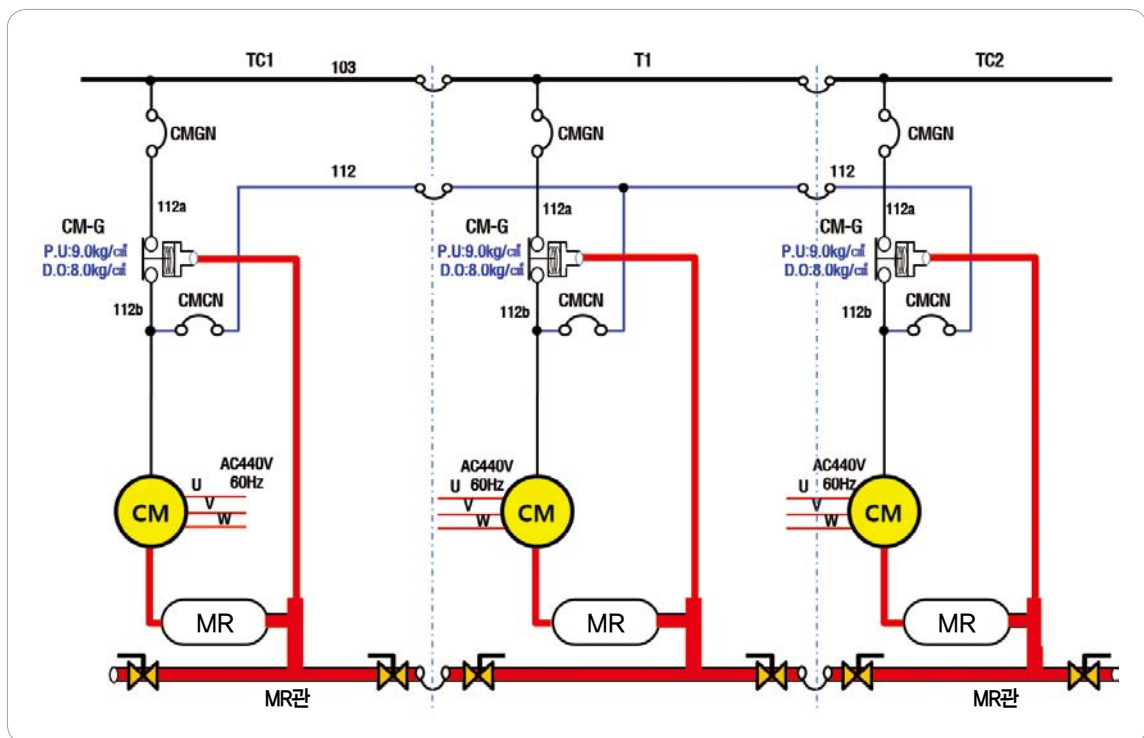 TC1
103
T1
TC2
CMGN
CMGN
CMGN
112
112
112a
112a
112a
CM-G
P.U:9.0kg/㎠
D.O:8.0kg/㎠
CM-G
P.U:9.0kg/㎠
D.O:8.0kg/㎠
CM-G
P.U:9.0kg/㎠
D.O:8.0kg/㎠
112b
CMCN
112b
CMCN
112b
CMCN
AC440V
60Hz
U
V
W
CM
AC440V
60Hz
U
V
W
CM
AC440V
60Hz
U
V
W
CM
MR
MR
MR
MR관
MR관